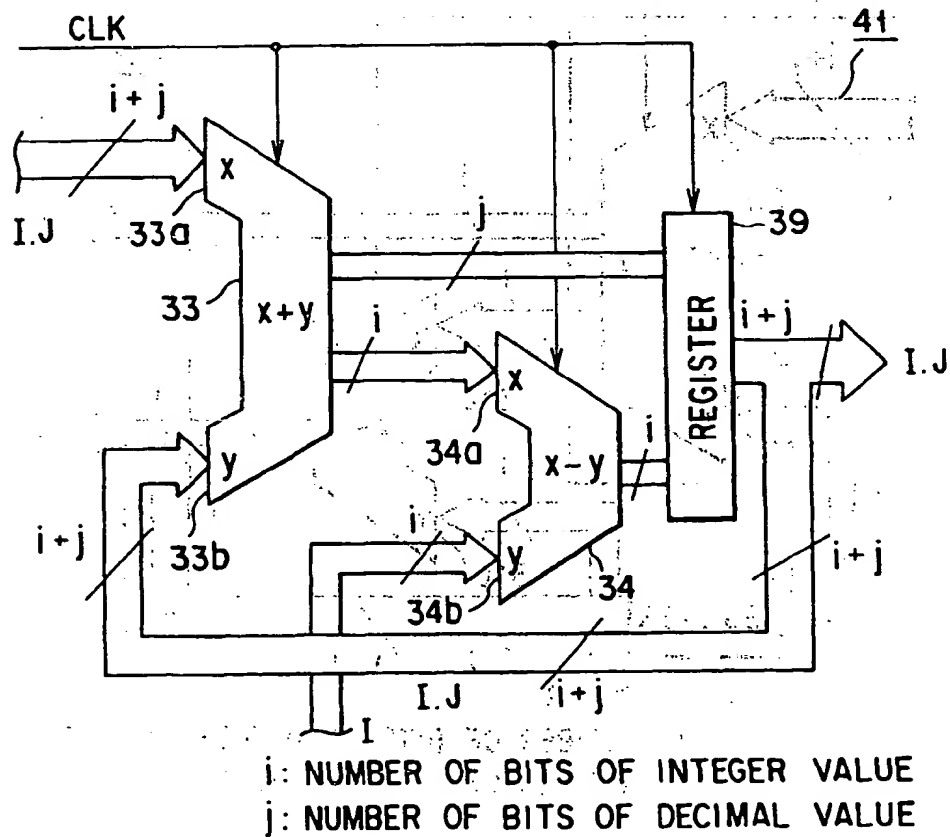 CLK
41
i+j
x
I.J
33a
j
39
33
x+y
i
REGISTER
i+j
I.J
x
34a
x-y
i
y
i+j
33b
i
y
34b
34
i+j
I.J
i+j
I
i: NUMBER OF BITS OF INTEGER VALUE
j: NUMBER OF BITS OF DECIMAL VALUE